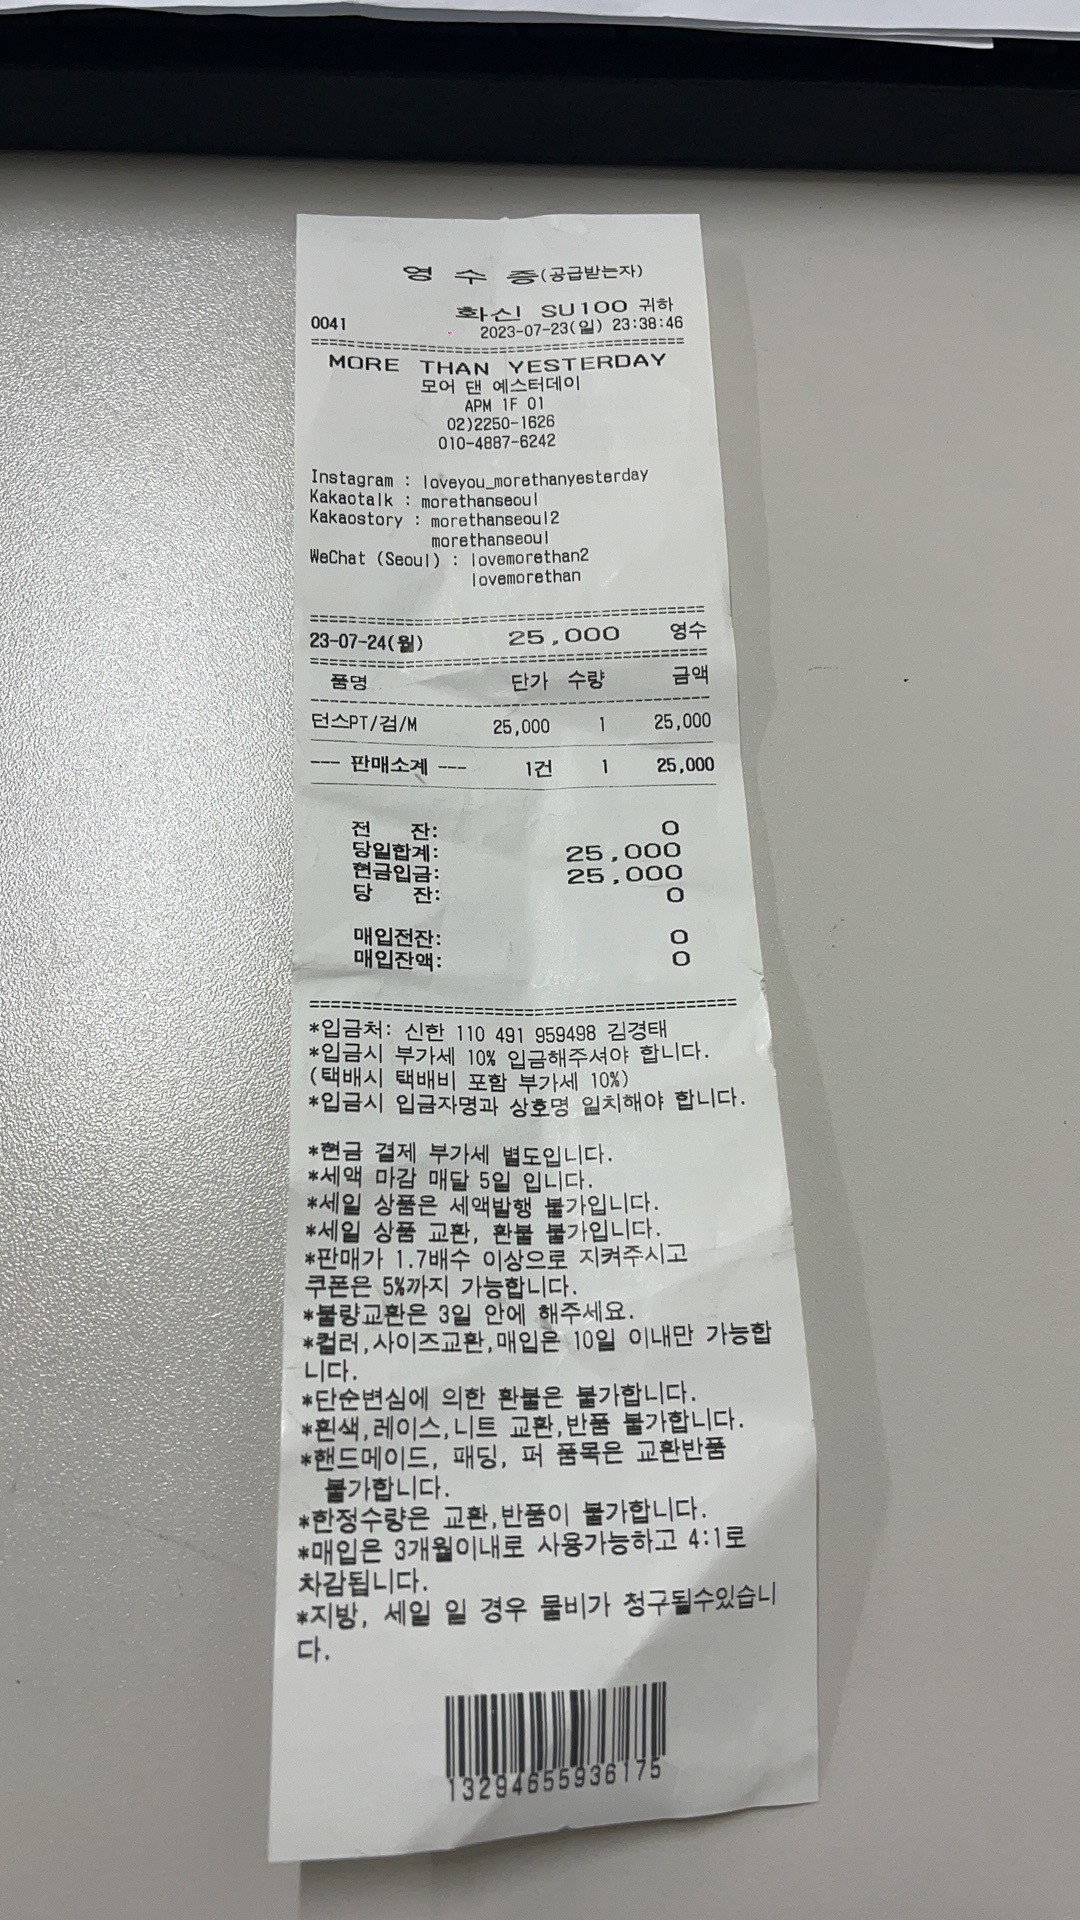 영 수 증(공급받는자)
화신 SU100 귀하
0041 2023-07-23(일) 23:38:46
==========================================
MORE THAN YESTERDAY
모어 댄 예스터데이
APM 1F 01
02)2250-1626
010-4887-6242
Instagram : loveyou_morethanyesterday
Kakaotalk : morethanseoul
Kakaostory : morethanseoul2
morethanseoul
WeChat (Seoul) : lovemorethan2
lovemorethan
==========================================
23-07-24(월) 25,000 영수
==========================================
품명 단가 수량 금액
------------------------------------------
던스PT/검/M 25,000 1 25,000
--- 판매소계 --- 1건 1 25,000
전 잔: 0
당일합계: 25,000
현금입금: 25,000
당 잔: 0
매입전잔: 0
매입잔액: 0
==========================================
*입금처: 신한 110 491 959498 김경태
*입금시 부가세 10% 입금해주셔야 합니다.
(택배시 택배비 포함 부가세 10%)
*입금시 입금자명과 상호명 일치해야 합니다.
*현금 결제 부가세 별도입니다.
*세액 마감 매달 5일 입니다.
*세일 상품은 세액발행 불가입니다.
*세일 상품 교환, 환불 불가입니다.
*판매가 1.7배수 이상으로 지켜주시고
쿠폰은 5%까지 가능합니다.
*불량교환은 3일 안에 해주세요.
*컬러,사이즈교환,매입은 10일 이내만 가능합
니다.
*단순변심에 의한 환불은 불가합니다.
*흰색,레이스,니트 교환,반품 불가합니다.
*핸드메이드, 패딩, 퍼 품목은 교환반품
불가합니다.
*한정수량은 교환,반품이 불가합니다.
*매입은 3개월이내로 사용가능하고 4:1로
차감됩니다.
*지방, 세일 일 경우 물비가 청구될수있습니
다.
13294655936175